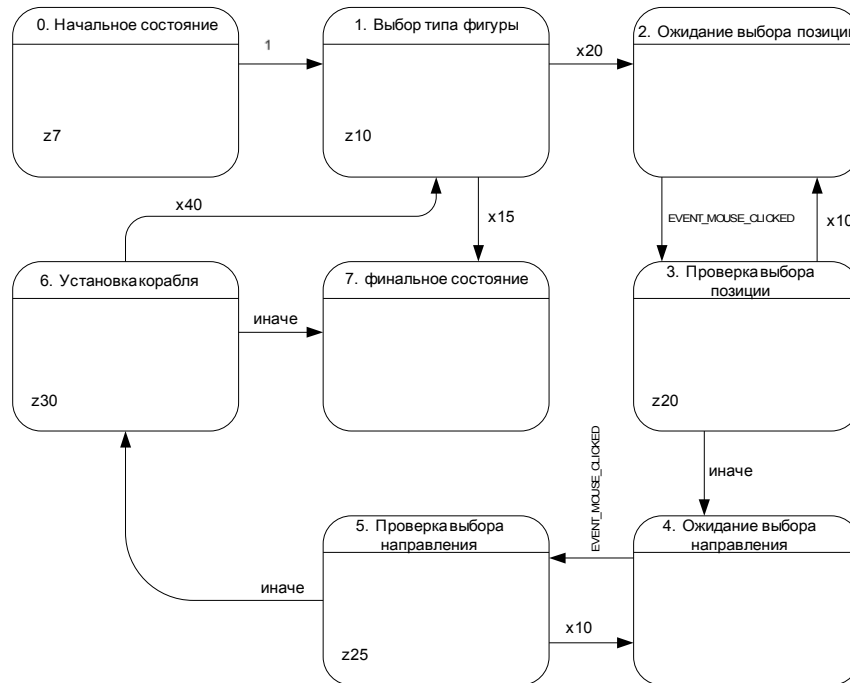 0. Начальное состояние
z7
1
1. Выбор типа фигуры
z10
x20
2. Ожидание выбора позиции
x40
x15
EVENT_MOUSE_CLICKED
x10
6. Установка корабля
z30
иначе
7. финальное состояние
3. Проверка выбора
позиции
z20
иначе
EVENT_MOUSE_CLICKED
5. Проверка выбора
направления
z25
иначе
x10
4. Ожидание выбора
направления